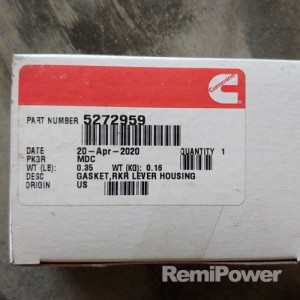 Cummins
PART NUMBER 5272959
DATE 20-Apr-2020 QUANTITY 1
PKGR MDC
WT (LB): 0.35 WT (KG): 0.16
DESC GASKET,RKR LEVER HOUSING
ORIGIN US
RemiPower